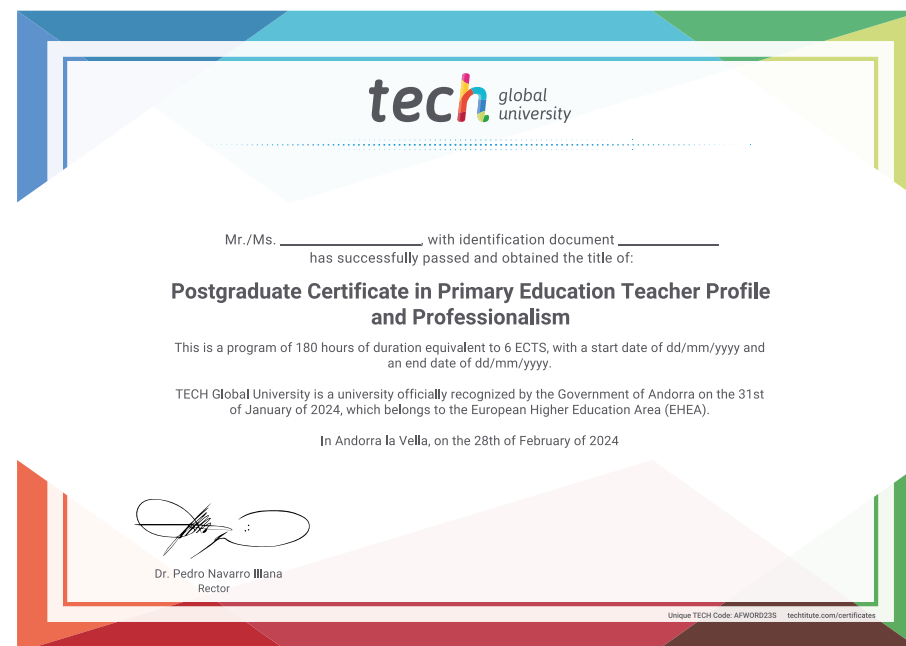 tech global
university
Mr./Ms. ____________________, with identification document ______________
has successfully passed and obtained the title of:
Postgraduate Certificate in Primary Education Teacher Profile
and Professionalism
This is a program of 180 hours of duration equivalent to 6 ECTS, with a start date of dd/mm/yyyy and
an end date of dd/mm/yyyy.
TECH Global University is a university officially recognized by the Government of Andorra on the 31st
of January of 2024, which belongs to the European Higher Education Area (EHEA).
In Andorra la Vella, on the 28th of February of 2024
Dr. Pedro Navarro Illana
Rector
Unique TECH Code: AFWORD23S techtitute.com/certificates